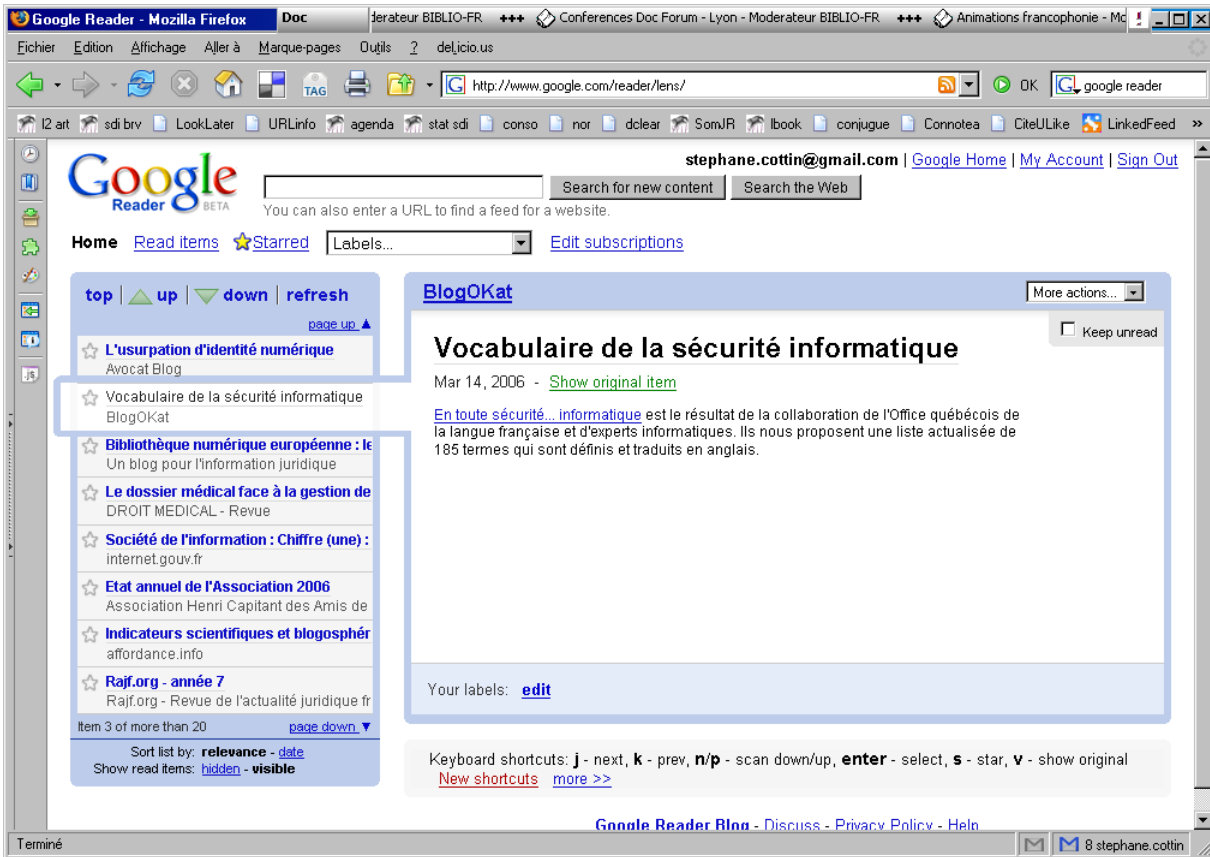 Google Reader - Mozilla Firefox Doc lerateur BIBLIO-FR +++ Conferences Doc Forum - Lyon - Moderateur BIBLIO-FR +++ Animations francophonie - Mc
Fichier Edition Affichage Aller à Marque-pages Outils ? del.icio.us
TAG http://www.google.com/reader/lens/ OK google reader
l2 art sdi brv LookLater URLinfo agenda stat sdi conso nor dclear SomJR lbook conjugue Connotea CiteULike LinkedFeed »
stephane.cottin@gmail.com | Google Home | My Account | Sign Out
Google Reader BETA
Search for new content Search the Web
You can also enter a URL to find a feed for a website.
Home Read items Starred Labels... Edit subscriptions
top | up | down | refresh
page up
L'usurpation d'identité numérique
Avocat Blog
Vocabulaire de la sécurité informatique
BlogOKat
Bibliothèque numérique européenne : le
Un blog pour l'information juridique
Le dossier médical face à la gestion de
DROIT MEDICAL - Revue
Société de l'information : Chiffre (une) :
internet.gouv.fr
Etat annuel de l'Association 2006
Association Henri Capitant des Amis de
Indicateurs scientifiques et blogosphér
affordance.info
Rajf.org - année 7
Rajf.org - Revue de l'actualité juridique fr
Item 3 of more than 20 page down
Sort list by: relevance - date
Show read items: hidden - visible
BlogOKat More actions...
Keep unread
Vocabulaire de la sécurité informatique
Mar 14, 2006 - Show original item
En toute sécurité... informatique est le résultat de la collaboration de l'Office québécois de
la langue française et d'experts informatiques. Ils nous proposent une liste actualisée de
185 termes qui sont définis et traduits en anglais.
Your labels: edit
Keyboard shortcuts: j - next, k - prev, n/p - scan down/up, enter - select, s - star, v - show original
New shortcuts more >>
Google Reader Blog - Discuss - Privacy Policy - Help
Terminé 8 stephane.cottin